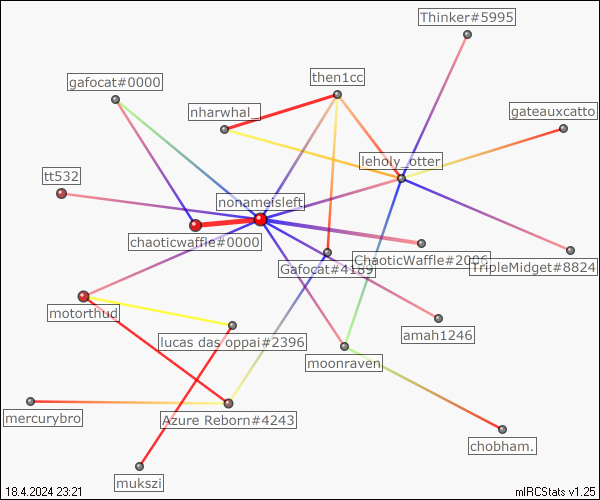 Thinker#5995
then1cc
gafocat#0000
nharwhal_
gateauxcatto
leholy_otter
tt532
nonameisleft
chaoticwaffle#0000
ChaoticWaffle#2006
Gafocat#4189
TripleMidget#8824
motorthud
amah1246
lucas das oppai#2396
moonraven
mercurybro
Azure Reborn#4243
chobham.
mukszi
18.4.2024 23:21
mIRCStats v1.25